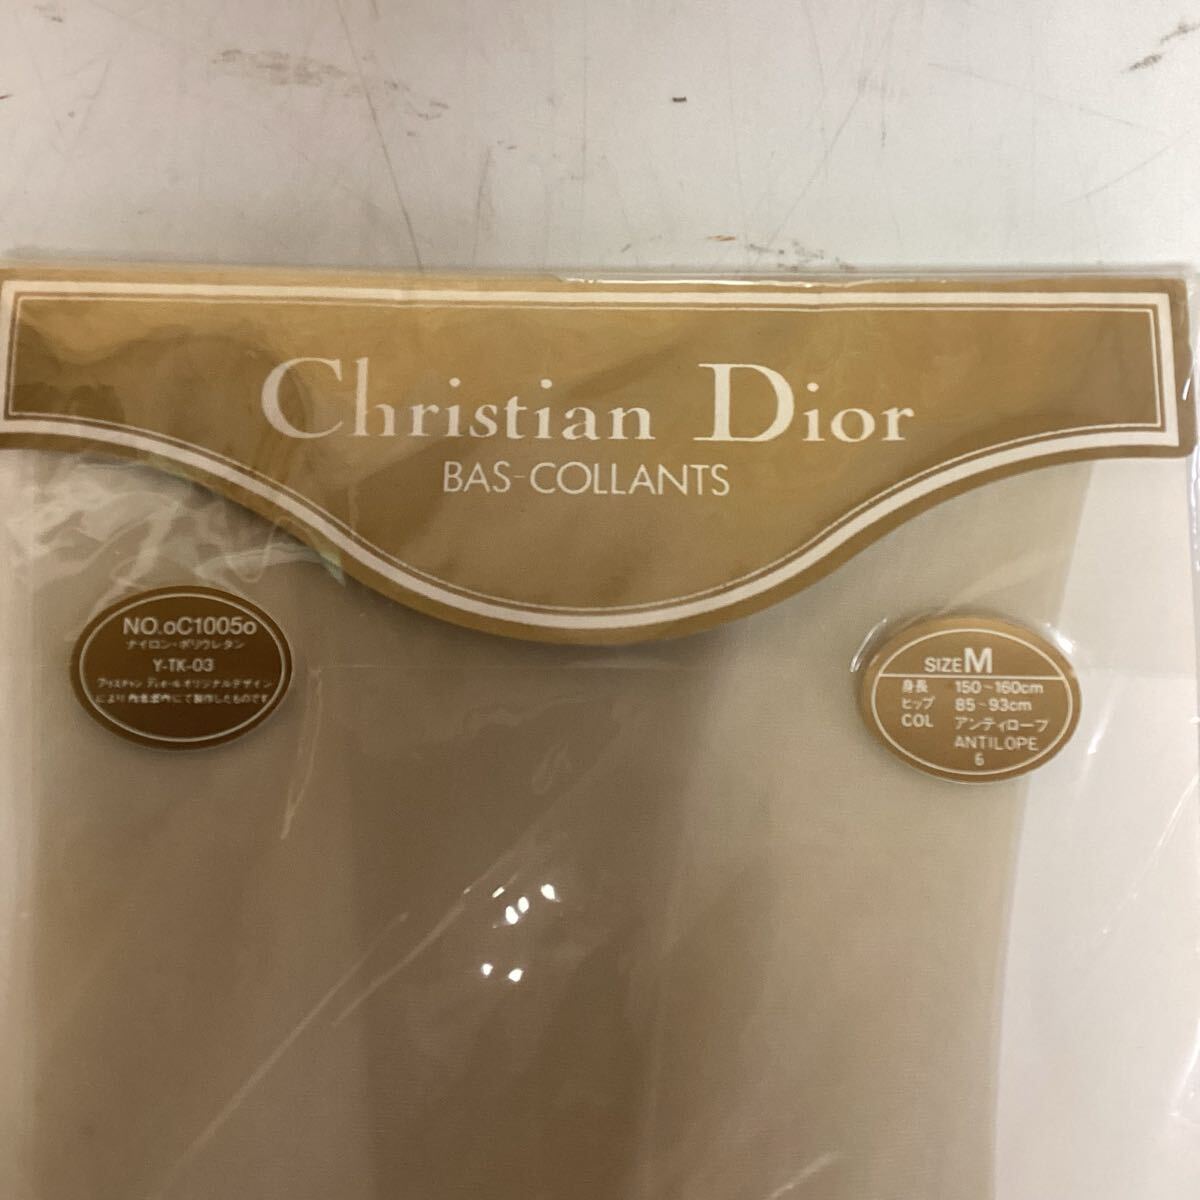 Christian Dior
BAS-COLLANTS
NO.oC1005o
ナイロン・ポリウレタン
Y-TK-03
クリスチャン ディオールオリジナルデザイン
により 内にて製作したものです
SIZE M
身長 150~160cm
ヒップ 85~93cm
COL アンティロープ
ANTILOPE
6